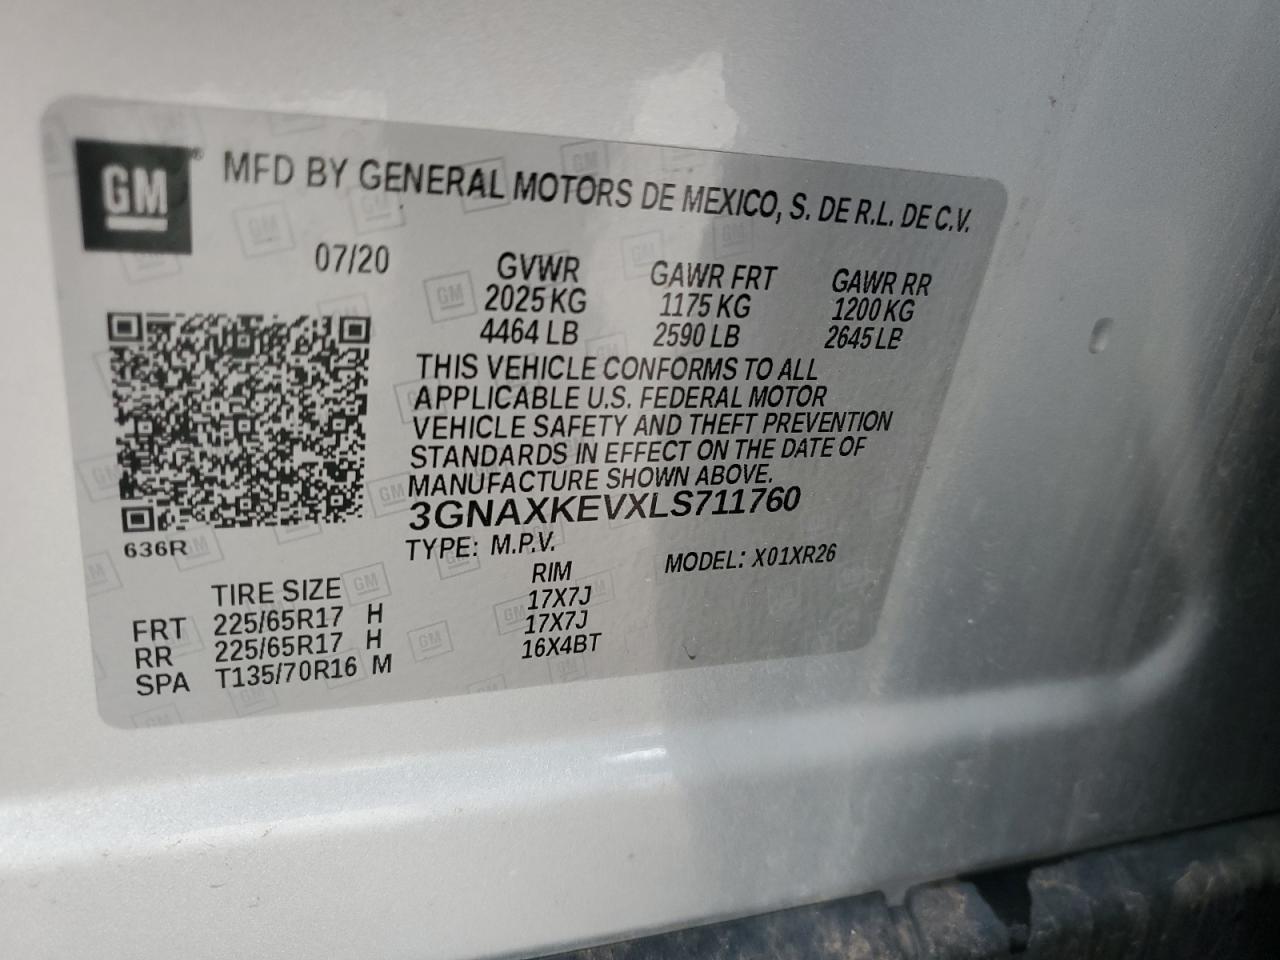 GM
MFD BY GENERAL MOTORS DE MEXICO, S. DE R.L. DE C.V.
07/20 GVWR GAWR FRT GAWR RR
2025 KG 1175 KG 1200 KG
4464 LB 2590 LB 2645 LB
THIS VEHICLE CONFORMS TO ALL
APPLICABLE U.S. FEDERAL MOTOR
VEHICLE SAFETY AND THEFT PREVENTION
STANDARDS IN EFFECT ON THE DATE OF
MANUFACTURE SHOWN ABOVE.
3GNAXKEVXLS711760
636R
TYPE: M.P.V. MODEL: X01XR26
TIRE SIZE RIM
FRT 225/65R17 H 17X7J
RR 225/65R17 H 17X7J
SPA T135/70R16 M 16X4BT